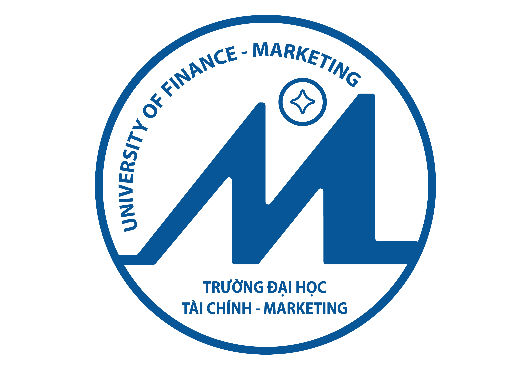 UNIVERSITY OF FINANCE - MARKETING
TRƯỜNG ĐẠI HỌC
TÀI CHÍNH - MARKETING